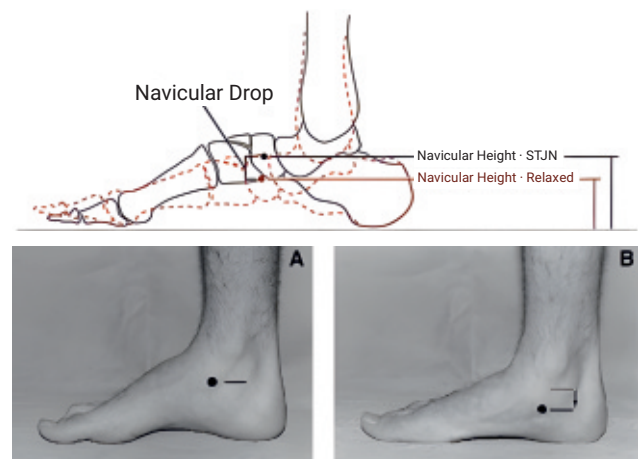 Navicular Drop
Navicular Height · STJN
Navicular Height · Relaxed
A
B